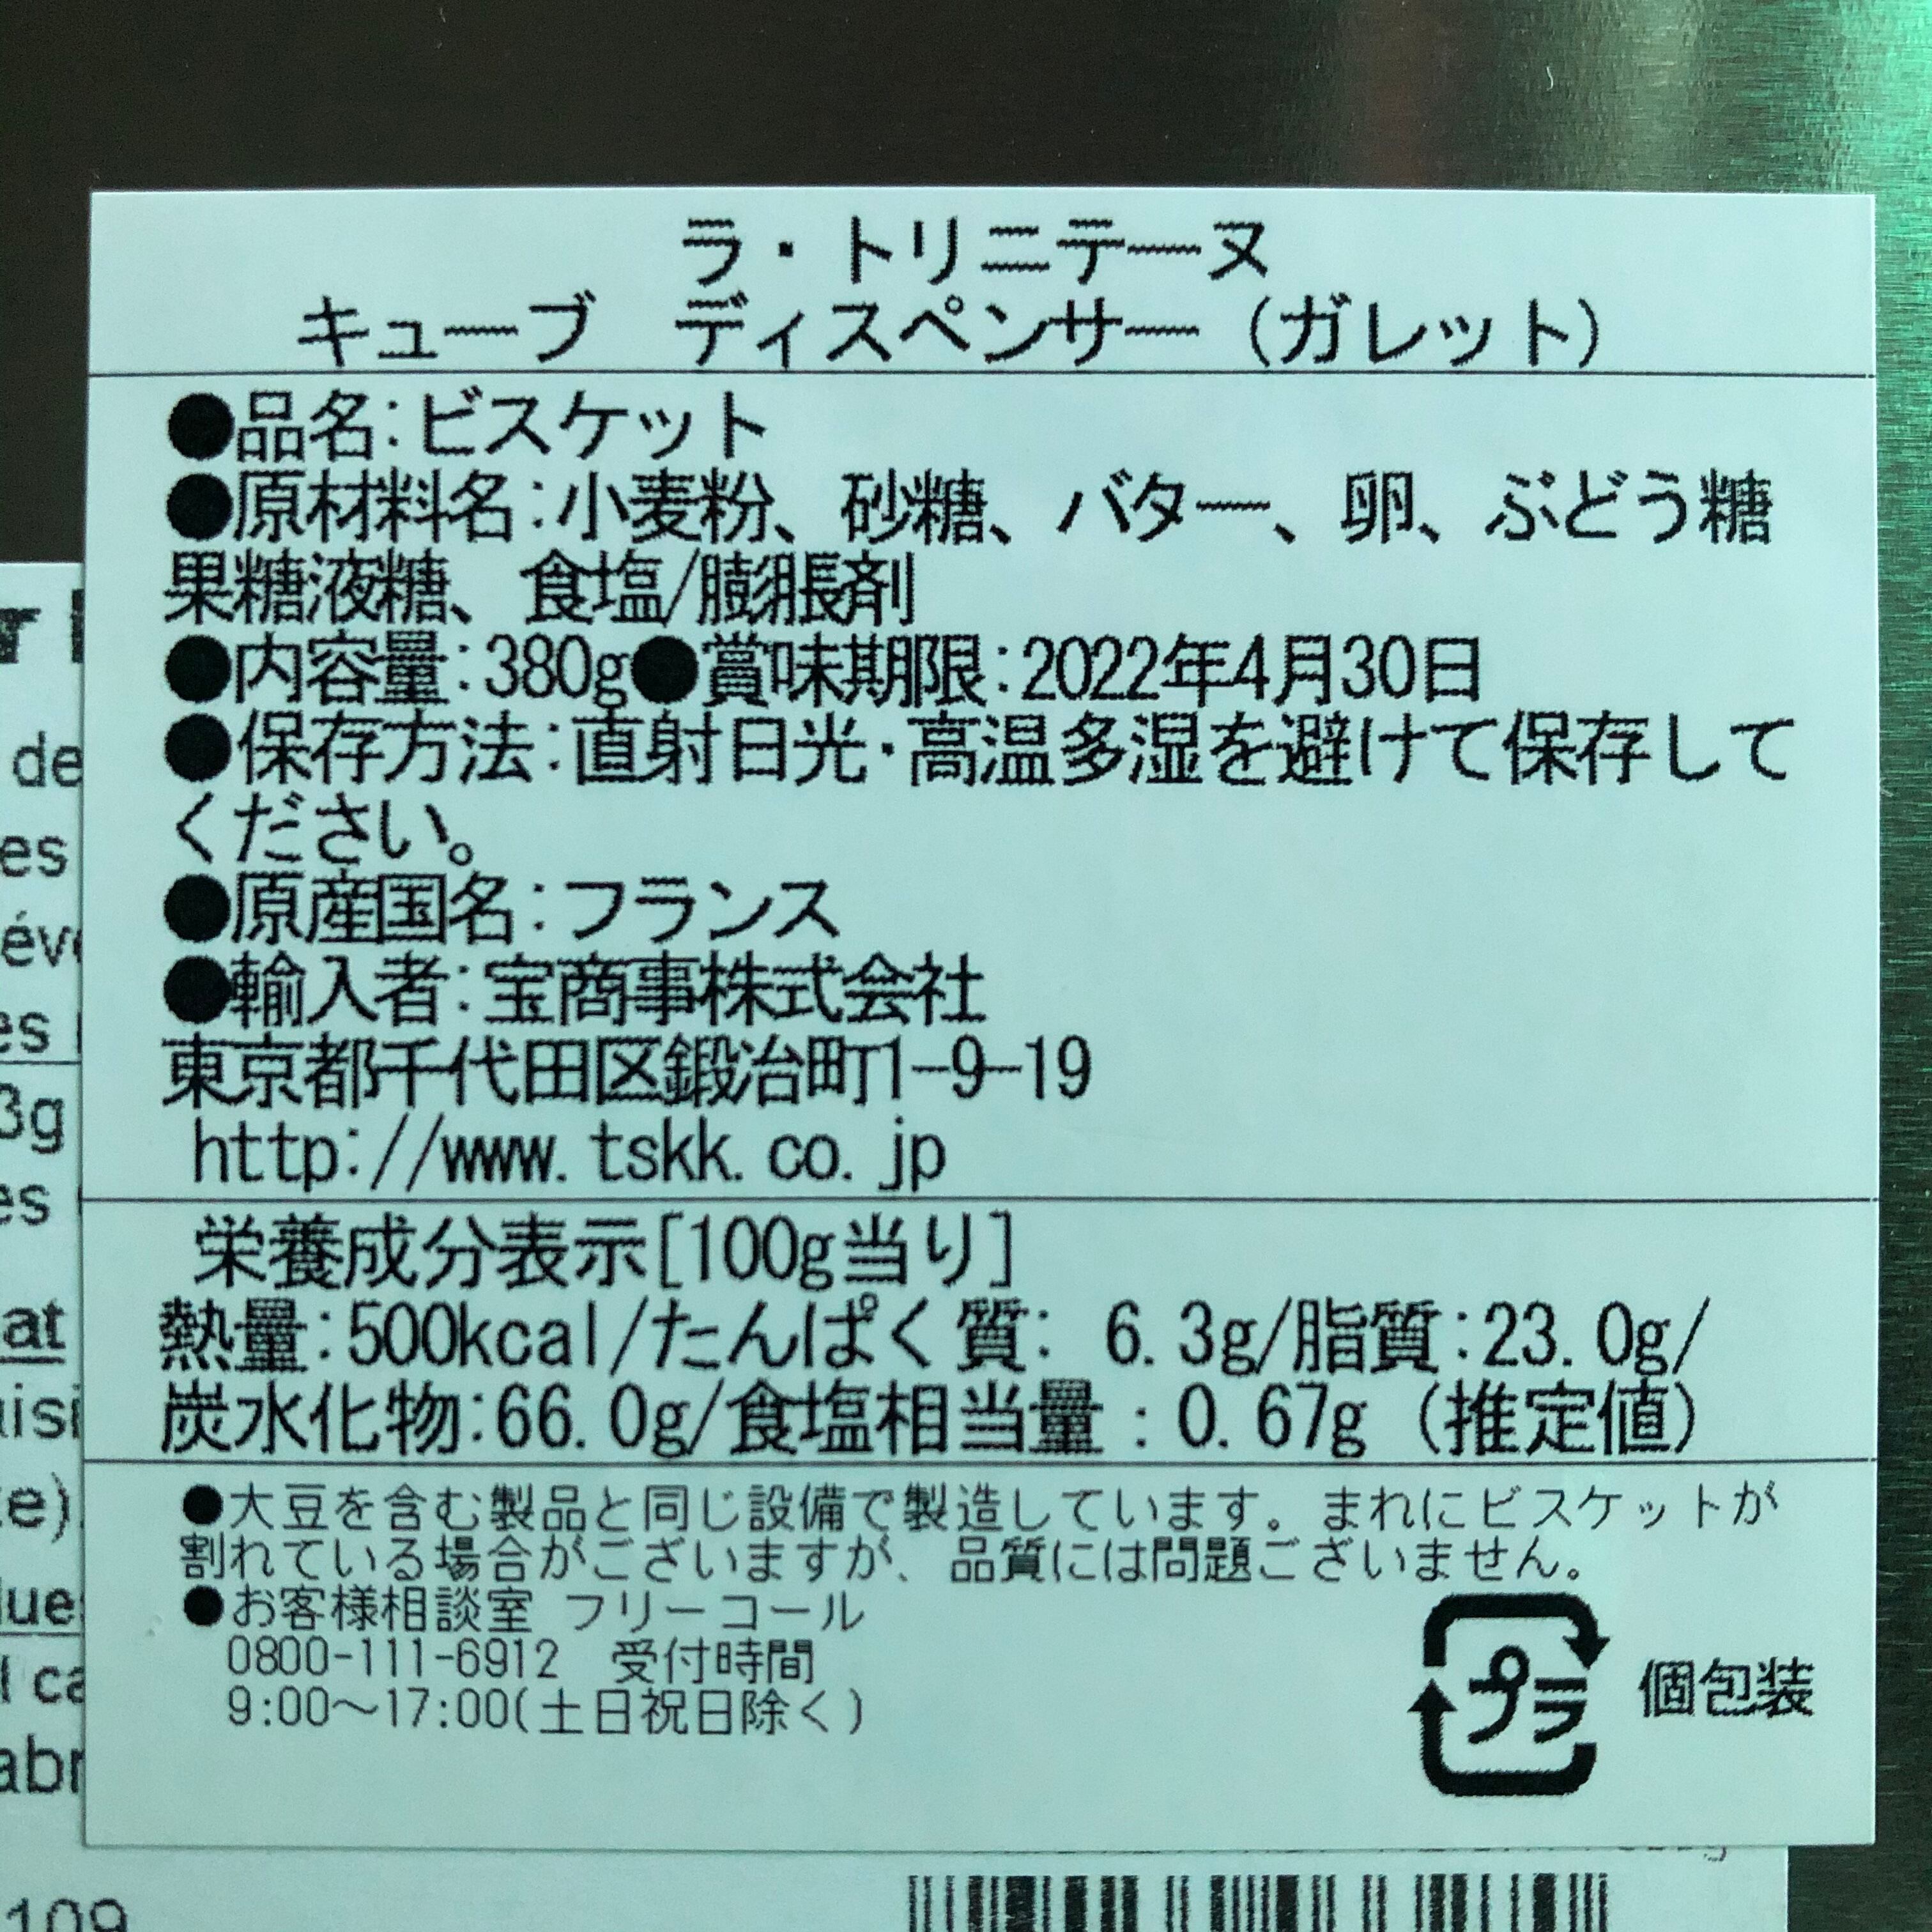 ラ・トリニテーヌ
キューブ　ディスペンサー（ガレット）
●品名:ビスケット
●原材料名:小麦粉、砂糖、バター、卵、ぶどう糖
果糖液糖、食塩/膨脹剤
●内容量:380g●賞味期限:2022年4月30日
●保存方法:直射日光・高温多湿を避けて保存して
ください。
●原産国名:フランス
●輸入者:宝商事株式会社
東京都千代田区鍛冶町1-9-19
http://www.tskk.co.jp
栄養成分表示[100g当り]
熱量:500kcal/たんぱく質: 6.3g/脂質:23.0g/
炭水化物:66.0g/食塩相当量:0.67g（推定値）
●大豆を含む製品と同じ設備で製造しています。まれにビスケットが
割れている場合がございますが、品質には問題ございません。
●お客様相談室 フリーコール
0800-111-6912　受付時間
9:00～17:00(土日祝日除く)
プラ 個包装
de
es
3g
es
at
109